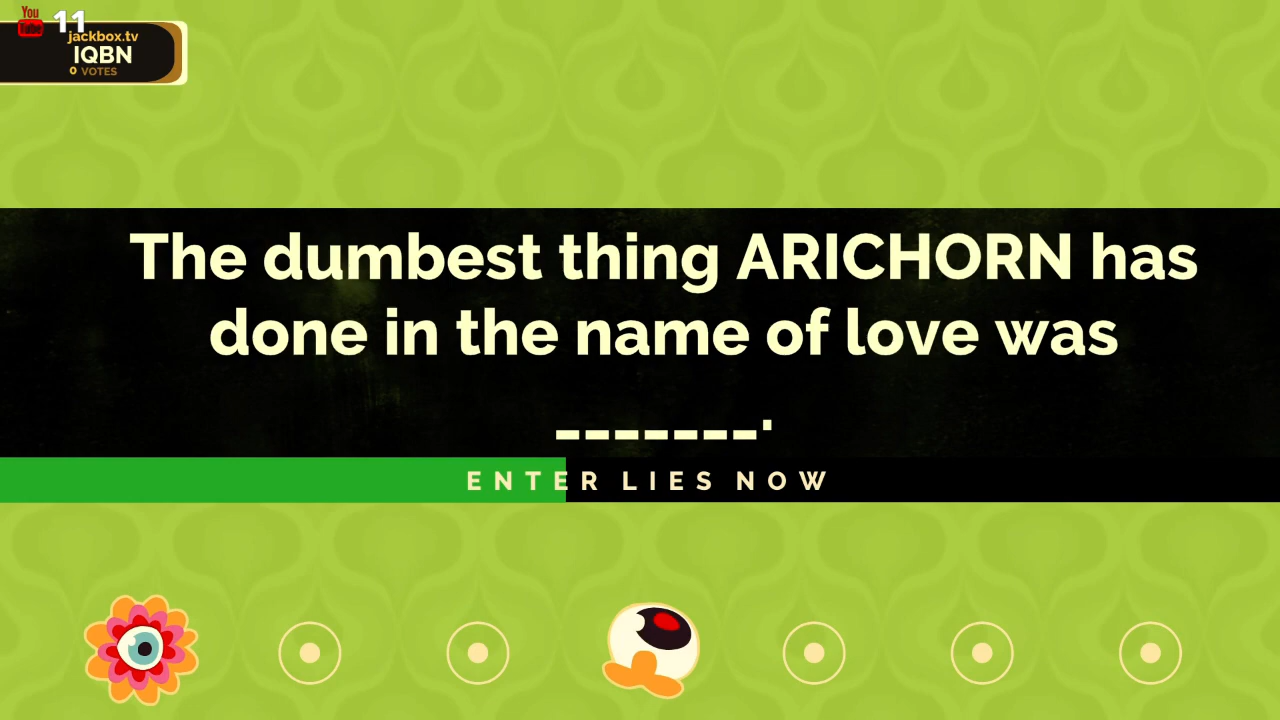 You
Tube
11
jackbox.tv
IQBN
0 VOTES
The dumbest thing ARICHORN has
done in the name of love was
_______.
ENTER LIES NOW